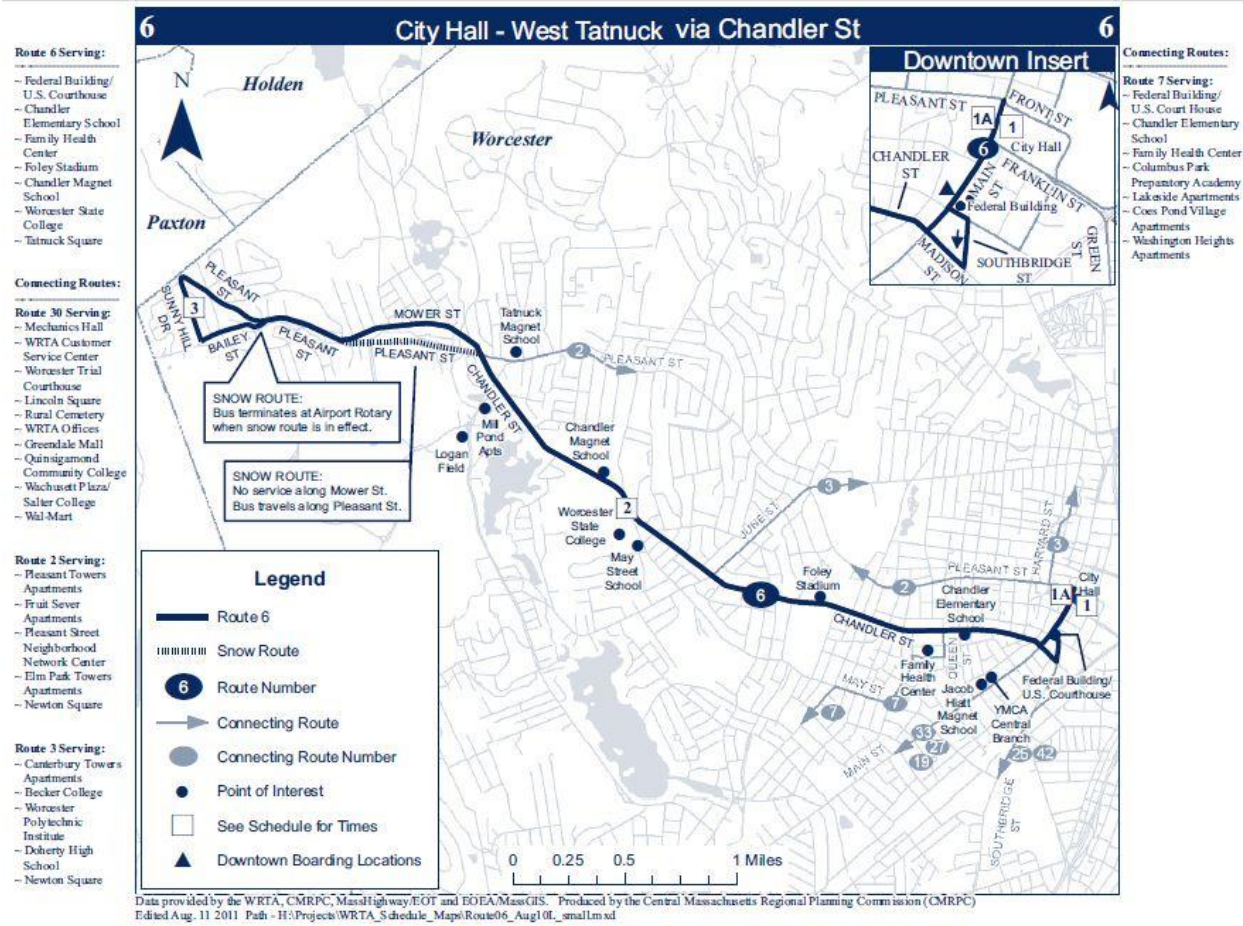 6
City Hall - West Tatnuck via Chandler St
6
Route 6 Serving:
~ Federal Building/
U.S. Courthouse
~ Chandler
Elementary School
~ Family Health
Center
~ Foley Stadium
~ Chandler Magnet
School
~ Worcester State
College
~ Tatnuck Square
Connecting Routes:
Route 30 Serving:
~ Mechanics Hall
~ WRTA Customer
Service Center
~ Worcester Trial
Courthouse
~ Lincoln Square
~ Rural Cemetery
~ WRTA Offices
~ Greendale Mall
~ Quinsigamond
Community College
~ Wachusett Plaza/
Salter College
~ Wal-Mart
Route 2 Serving:
~ Pleasant Towers
Apartments
~ Fruit Sever
Apartments
~ Pleasant Street
Neighborhood
Network Center
~ Elm Park Towers
Apartments
~ Newton Square
Route 3 Serving:
~ Canterbury Towers
Apartments
~ Becker College
~ Worcester
Polytechnic
Institute
~ Doherty High
School
~ Newton Square
N
Holden
Worcester
Paxton
PLEASANT
ST
SUNNY HILL
DR
3
BAILEY
ST
PLEASANT
ST
MOWER ST
PLEASANT ST
Tatnuck
Magnet
School
2
PLEASANT ST
CHANDLER ST
SNOW ROUTE:
Bus terminates at Airport Rotary
when snow route is in effect.
SNOW ROUTE:
No service along Mower St.
Bus travels along Pleasant St.
Mill
Pond
Apts
Logan
Field
Chandler
Magnet
School
2
Worcester
State
College
May
Street
School
JUNE ST
3
6
Foley
Stadium
CHANDLER ST
2
PLEASANT ST
HARVARD ST
3
Chandler
Elementary
School
City
Hall
1A
1
Family
Health
Center
QUEEN
ST
Jacob
Hiatt
Magnet
School
YMCA
Central
Branch
Federal Building/
U.S. Courthouse
MAY ST
7
7
MAIN ST
33
27
19
25
42
SOUTHBRIDGE
ST
Downtown Insert
PLEASANT ST
FRONT ST
1A
1
6
City Hall
CHANDLER
ST
MAIN
ST
FRANKLIN ST
Federal Building
MADISON
ST
SOUTHBRIDGE
ST
GREEN
ST
Connecting Routes:
Route 7 Serving:
~ Federal Building/
U.S. Court House
~ Chandler Elementary
School
~ Family Health Center
~ Columbus Park
Preparatory Academy
~ Lakeside Apartments
~ Coes Pond Village
Apartments
~ Washington Heights
Apartments
Legend
Route 6
Snow Route
6 Route Number
Connecting Route
Connecting Route Number
Point of Interest
See Schedule for Times
Downtown Boarding Locations
0 0.25 0.5 1 Miles
Data provided by the WRTA, CMRPC, MassHighway/EOT and EOEA/MassGIS. Produced by the Central Massachusetts Regional Planning Commission (CMRPC)
Edited Aug. 11 2011 Path - H:\Projects\WRTA_Schedule_Maps\Route06_Aug10L_small.mxd